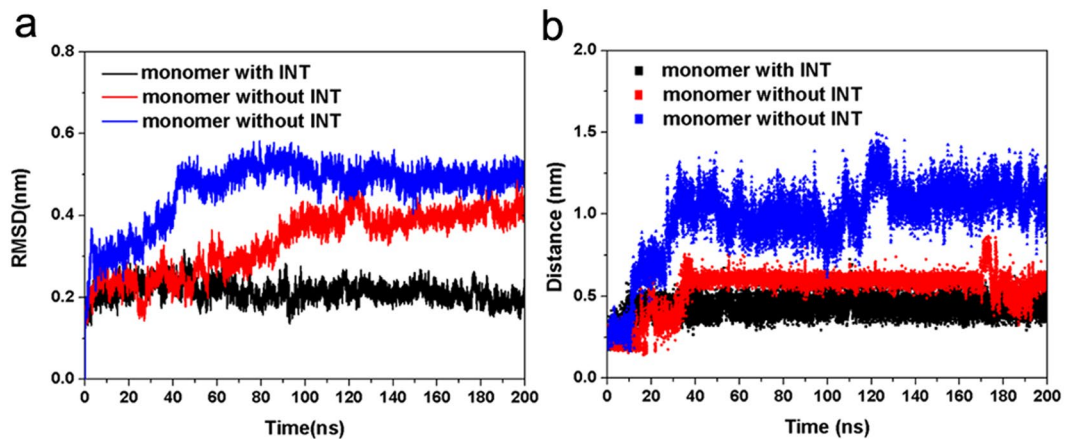 a
0.8
0.6
0.4
0.2
0.0
RMSD(nm)
monomer with INT
monomer without INT
monomer without INT
0 20 40 60 80 100 120 140 160 180 200
Time(ns)
b
2.0
1.5
1.0
0.5
0.0
Distance (nm)
monomer with INT
monomer without INT
monomer without INT
0 20 40 60 80 100 120 140 160 180 200
Time (ns)